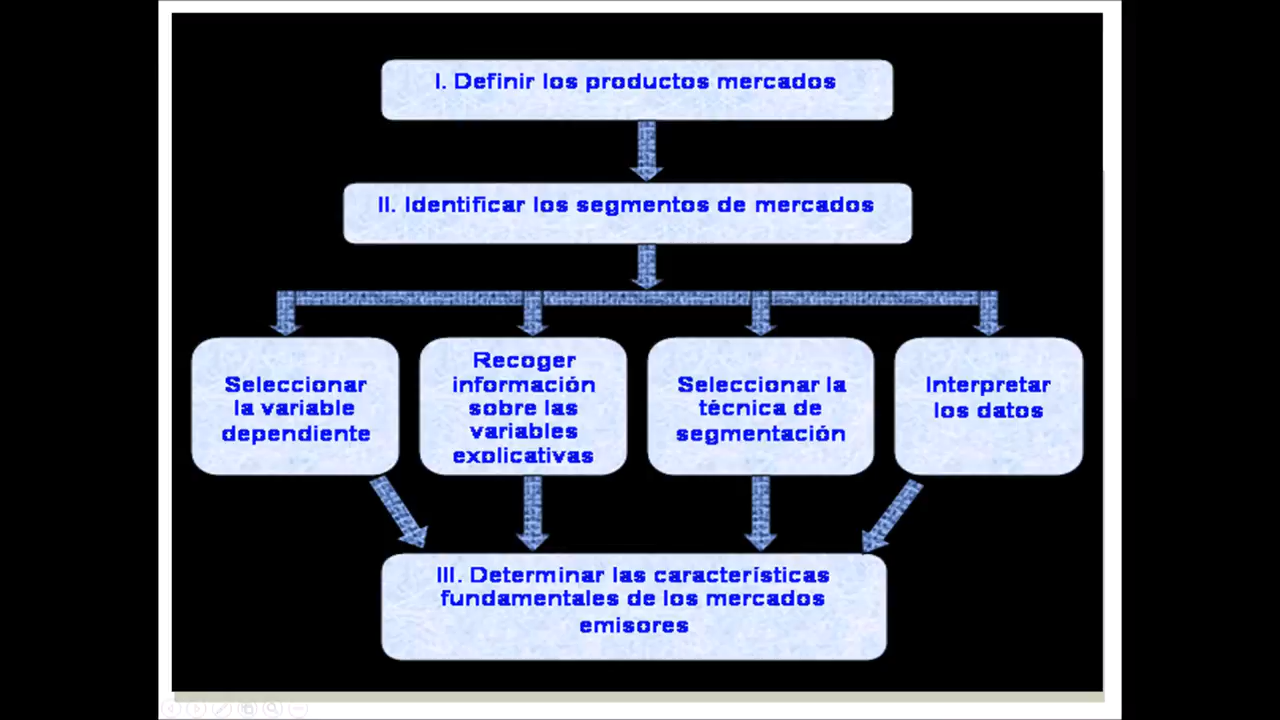 I. Definir los productos mercados
II. Identificar los segmentos de mercados
Seleccionar
la variable
dependiente
Recoger
información
sobre las
variables
explicativas
Seleccionar la
técnica de
segmentación
Interpretar
los datos
III. Determinar las características
fundamentales de los mercados
emisores